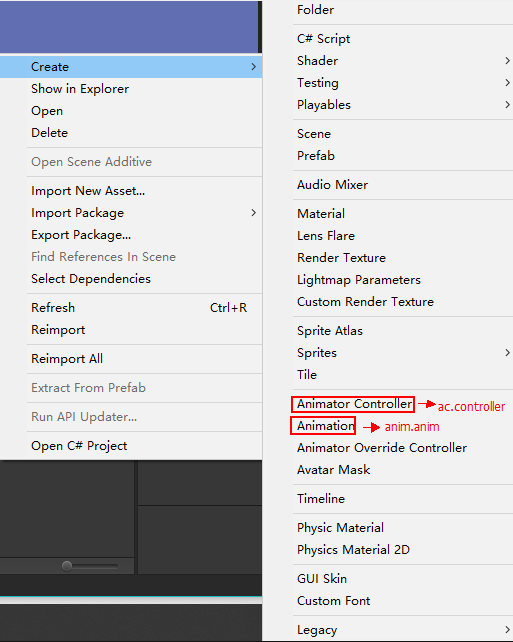 Create
Show in Explorer
Open
Delete
Open Scene Additive
Import New Asset...
Import Package
Export Package...
Find References In Scene
Select Dependencies
Refresh Ctrl+R
Reimport
Reimport All
Extract From Prefab
Run API Updater...
Open C# Project
Folder
C# Script
Shader
Testing
Playables
Scene
Prefab
Audio Mixer
Material
Lens Flare
Render Texture
Lightmap Parameters
Custom Render Texture
Sprite Atlas
Sprites
Tile
Animator Controller ac.controller
Animation anim.anim
Animator Override Controller
Avatar Mask
Timeline
Physic Material
Physics Material 2D
GUI Skin
Custom Font
Legacy